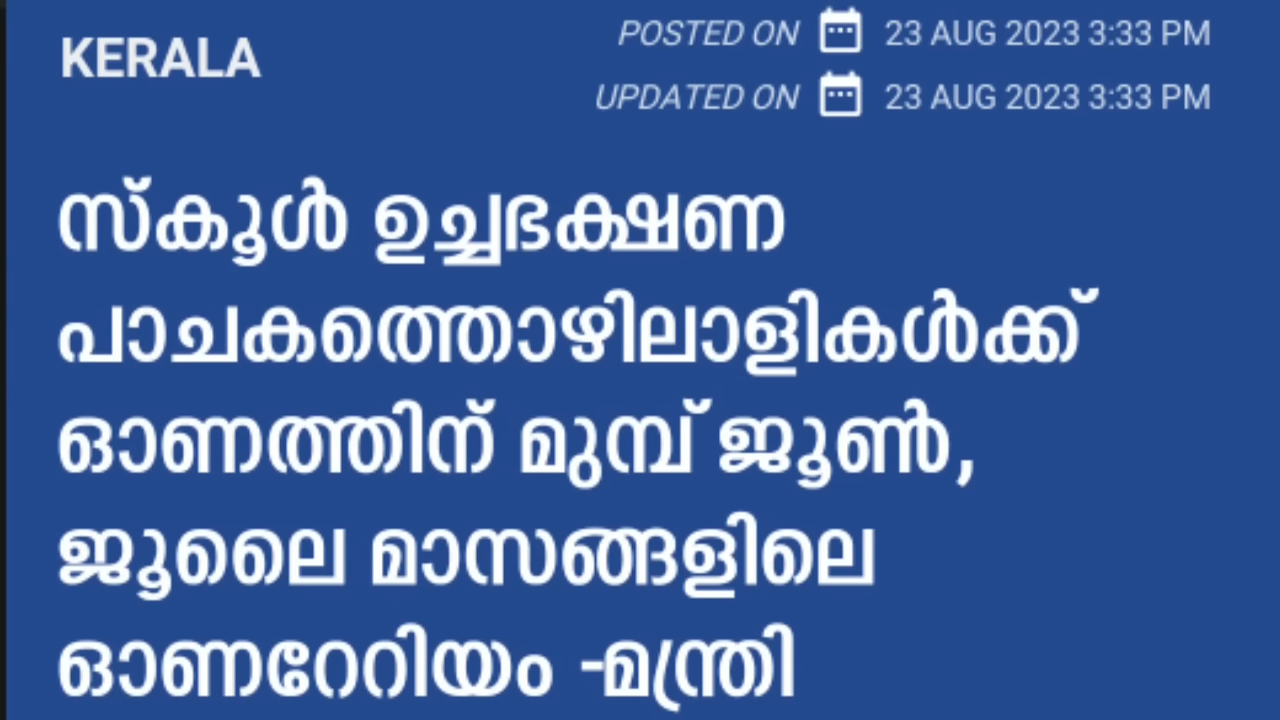 KERALA
POSTED ON 23 AUG 2023 3:33 PM
UPDATED ON 23 AUG 2023 3:33 PM
സ്കൂൾ ഉച്ചഭക്ഷണ
പാചകത്തൊഴിലാളികൾക്ക്
ഓണത്തിന് മുമ്പ് ജൂൺ,
ജൂലൈ മാസങ്ങളിലെ
ഓണറേറിയം -മന്ത്രി